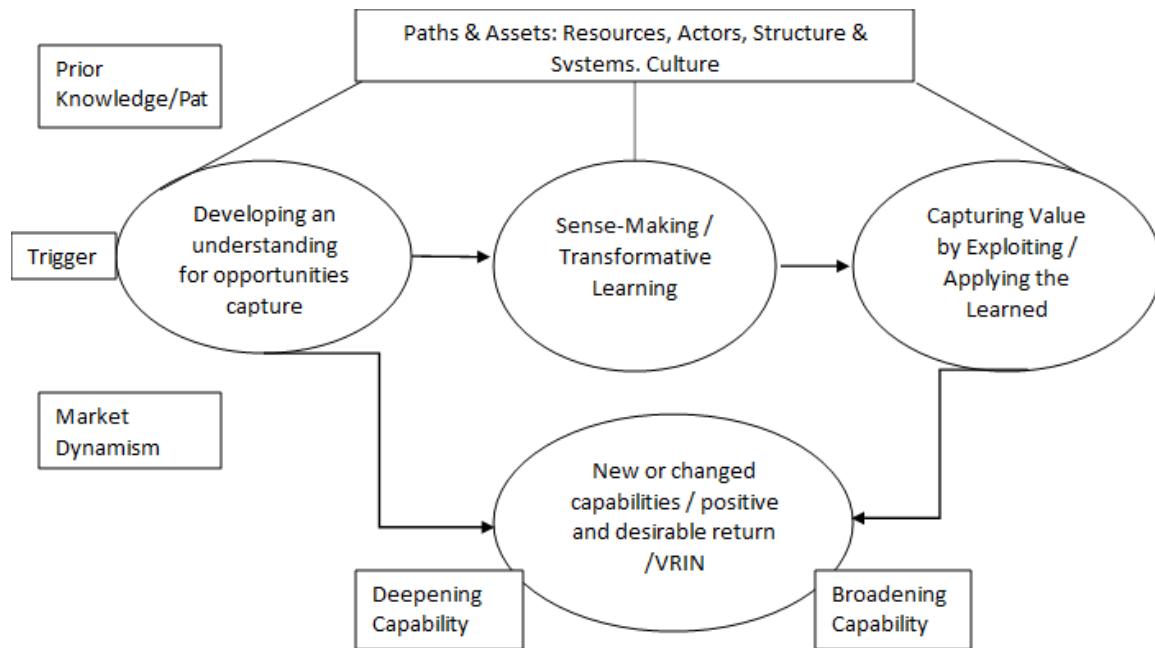 Paths & Assets: Resources, Actors, Structure &
Systems. Culture
Prior
Knowledge/Pat
Developing an
understanding
for opportunities
capture
Sense-Making /
Transformative
Learning
Capturing Value
by Exploiting /
Applying the
Learned
Trigger
Market
Dynamism
New or changed
capabilities / positive
and desirable return
/VRIN
Deepening
Capability
Broadening
Capability